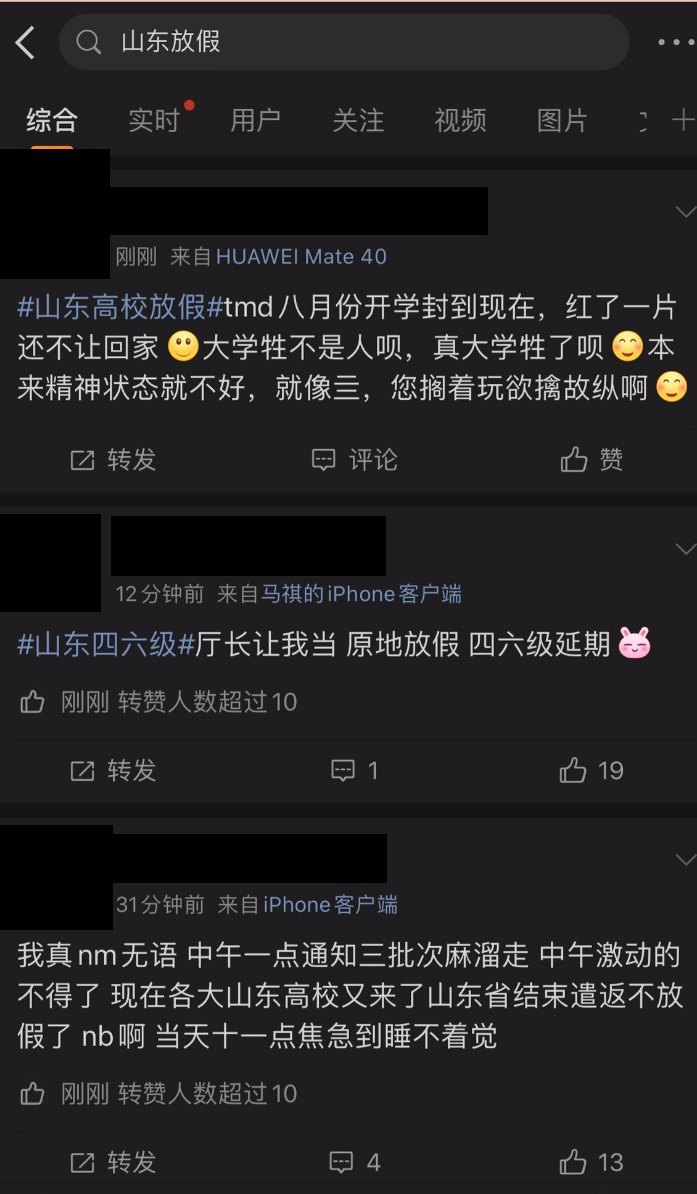 山东放假
综合 实时 用户 关注 视频 图片
刚刚 来自HUAWEI Mate 40
#山东高校放假#tmd八月份开学封到现在，红了一片
还不让回家🙂大学牲不是人呗，真大学牲了呗😊本
来精神状态就不好，就像亖，您搁着玩欲擒故纵啊😊
转发 评论 赞
12分钟前 来自马祺的iPhone客户端
#山东四六级#厅长让我当 原地放假 四六级延期
刚刚 转赞人数超过10
转发 1 19
31分钟前 来自iPhone客户端
我真nm无语 中午一点通知三批次麻溜走 中午激动的
不得了 现在各大山东高校又来了山东省结束遣返不放
假了 nb啊 当天十一点焦急到睡不着觉
刚刚 转赞人数超过10
转发 4 13